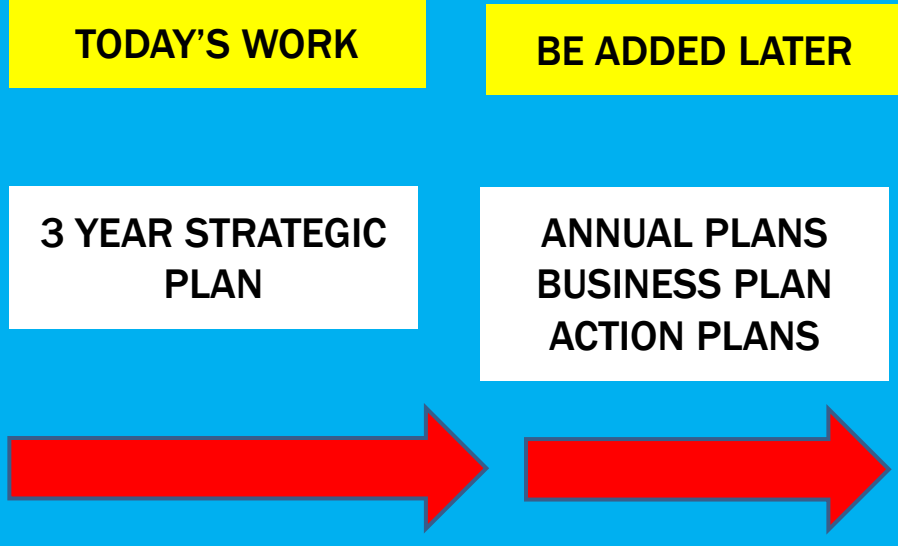 TODAY’S WORK
BE ADDED LATER
3 YEAR STRATEGIC
PLAN
ANNUAL PLANS
BUSINESS PLAN
ACTION PLANS